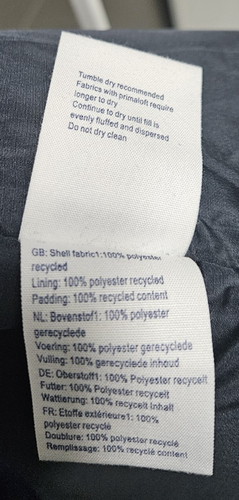 Tumble dry recommended
Fabrics with primaloft require
longer to dry
Continue to dry until fill is
evenly fluffed and dispersed
Do not dry clean
GB: Shell fabric1:100% polyester
recycled
Lining: 100% polyester recycled
Padding: 100% recycled content
NL: Bovenstof1: 100% polyester
gerecyclede
Voering: 100% polyester gerecyclede
Vulling: 100% gerecyclede inhoud
DE: Oberstoff1: 100% Polyester recycelt
Futter: 100% Polyester recycelt
Wattierung: 100% recycelt Inhalt
FR: Etoffe extérieure1: 100%
polyester recyclé
Doublure: 100% polyester recyclé
Remplissage: 100% recyclé content